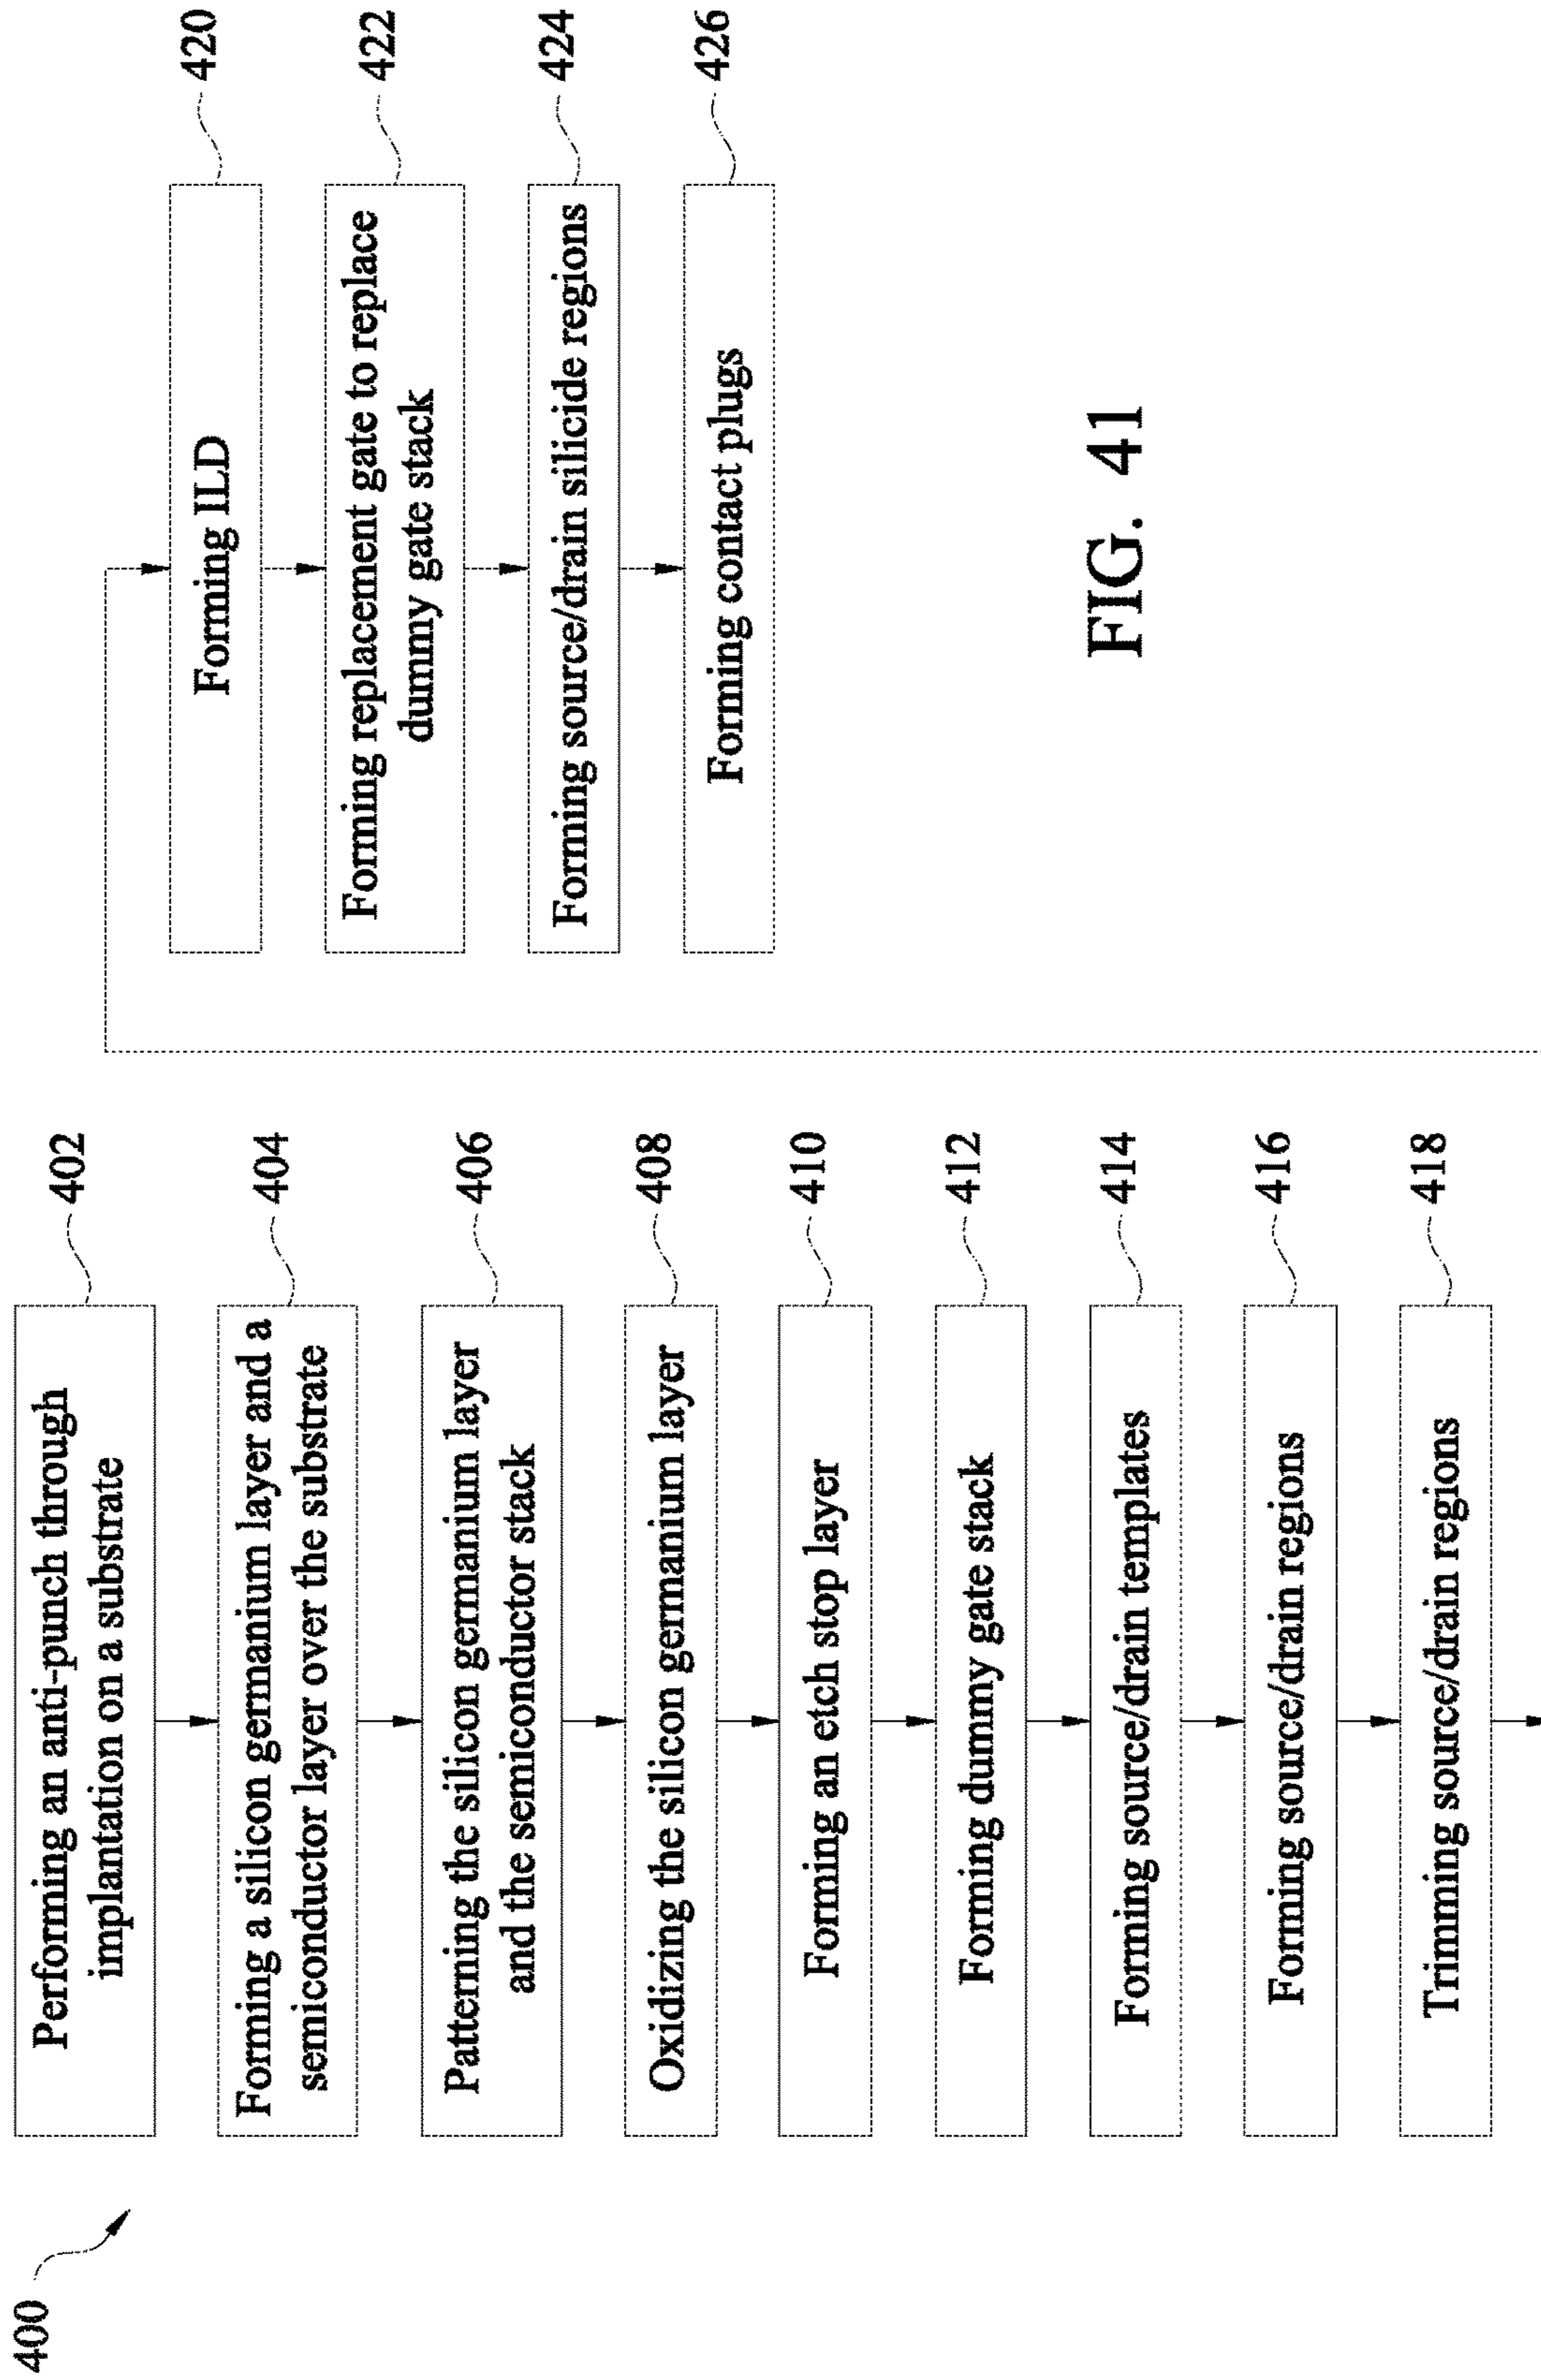 400
Performing an anti-punch through
implantation on a substrate
402
Forming a silicon germanium layer and a
semiconductor layer over the substrate
404
Patterning the silicon germanium layer
and the semiconductor stack
406
Oxidizing the silicon germanium layer
408
Forming an etch stop layer
410
Forming dummy gate stack
412
Forming source/drain templates
414
Forming source/drain regions
416
Trimming source/drain regions
418
Forming ILD
420
Forming replacement gate to replace
dummy gate stack
422
Forming source/drain silicide regions
424
Forming contact plugs
426
FIG. 41